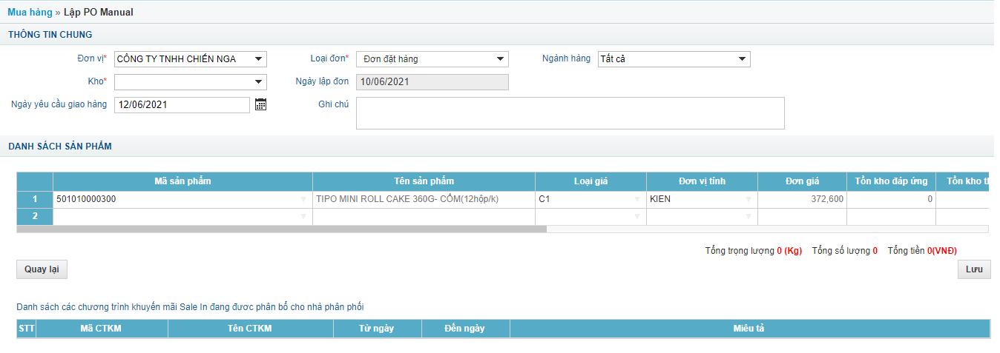 Mua hàng » Lập PO Manual
THÔNG TIN CHUNG
Đơn vị* CÔNG TY TNHH CHIẾN NGA Loại đơn* Đơn đặt hàng Ngành hàng Tất cả
Kho* Ngày lập đơn 10/06/2021
Ngày yêu cầu giao hàng 12/06/2021 Ghi chú
DANH SÁCH SẢN PHẨM
Mã sản phẩm Tên sản phẩm Loại giá Đơn vị tính Đơn giá Tồn kho đáp ứng Tồn kho
1 501010000300 TIPO MINI ROLL CAKE 360G- CỐM(12hộp/k) C1 KIEN 372,600 0
2
Tổng trọng lượng 0 (Kg) Tổng số lượng 0 Tổng tiền 0(VNĐ)
Quay lại Lưu
Danh sách các chương trình khuyến mãi Sale In đang được phân bổ cho nhà phân phối
STT Mã CTKM Tên CTKM Từ ngày Đến ngày Miêu tả